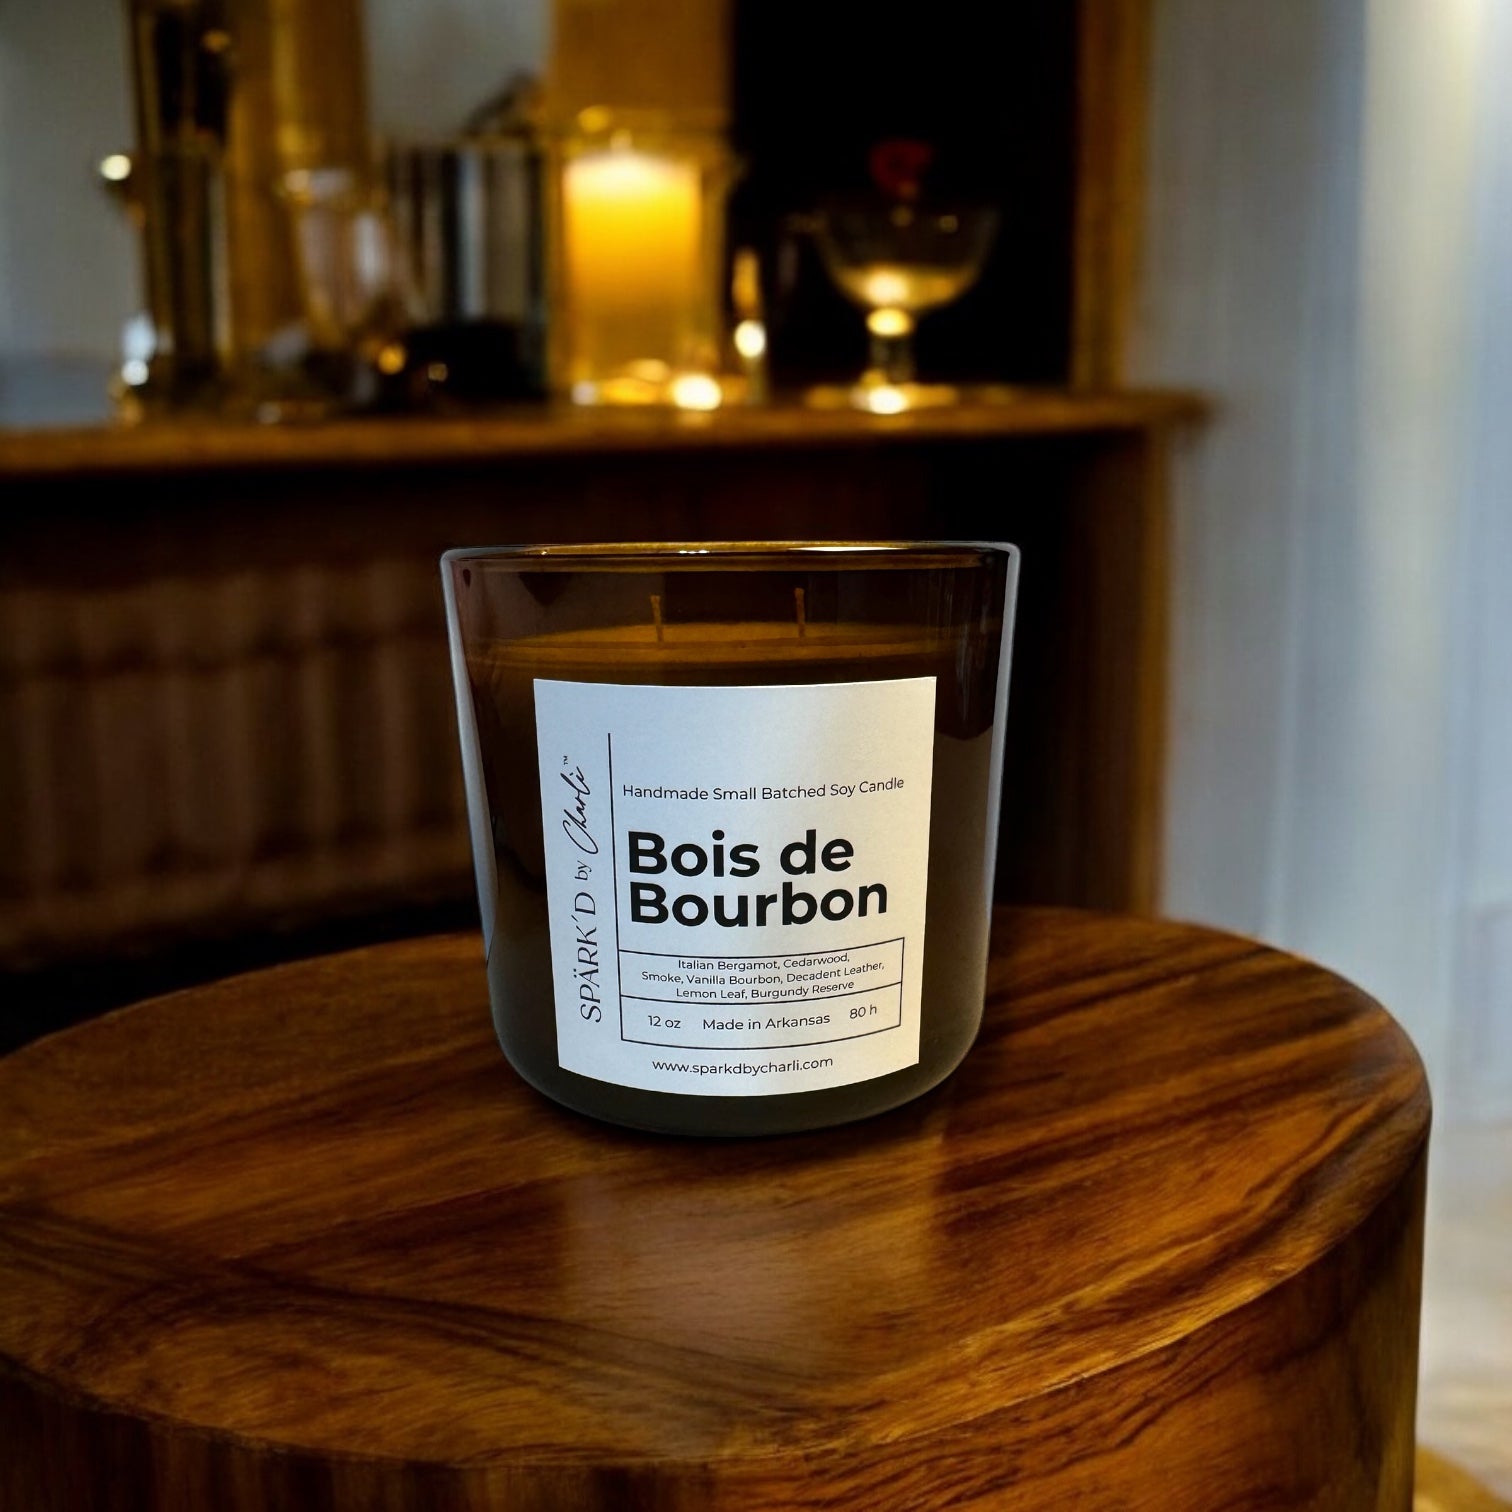 SPÄRK'D by Charli™
Handmade Small Batched Soy Candle
Bois de
Bourbon
Italian Bergamot, Cedarwood,
Smoke, Vanilla Bourbon, Decadent Leather,
Lemon Leaf, Burgundy Reserve
12 oz Made in Arkansas 80 h
www.sparkdbycharli.com